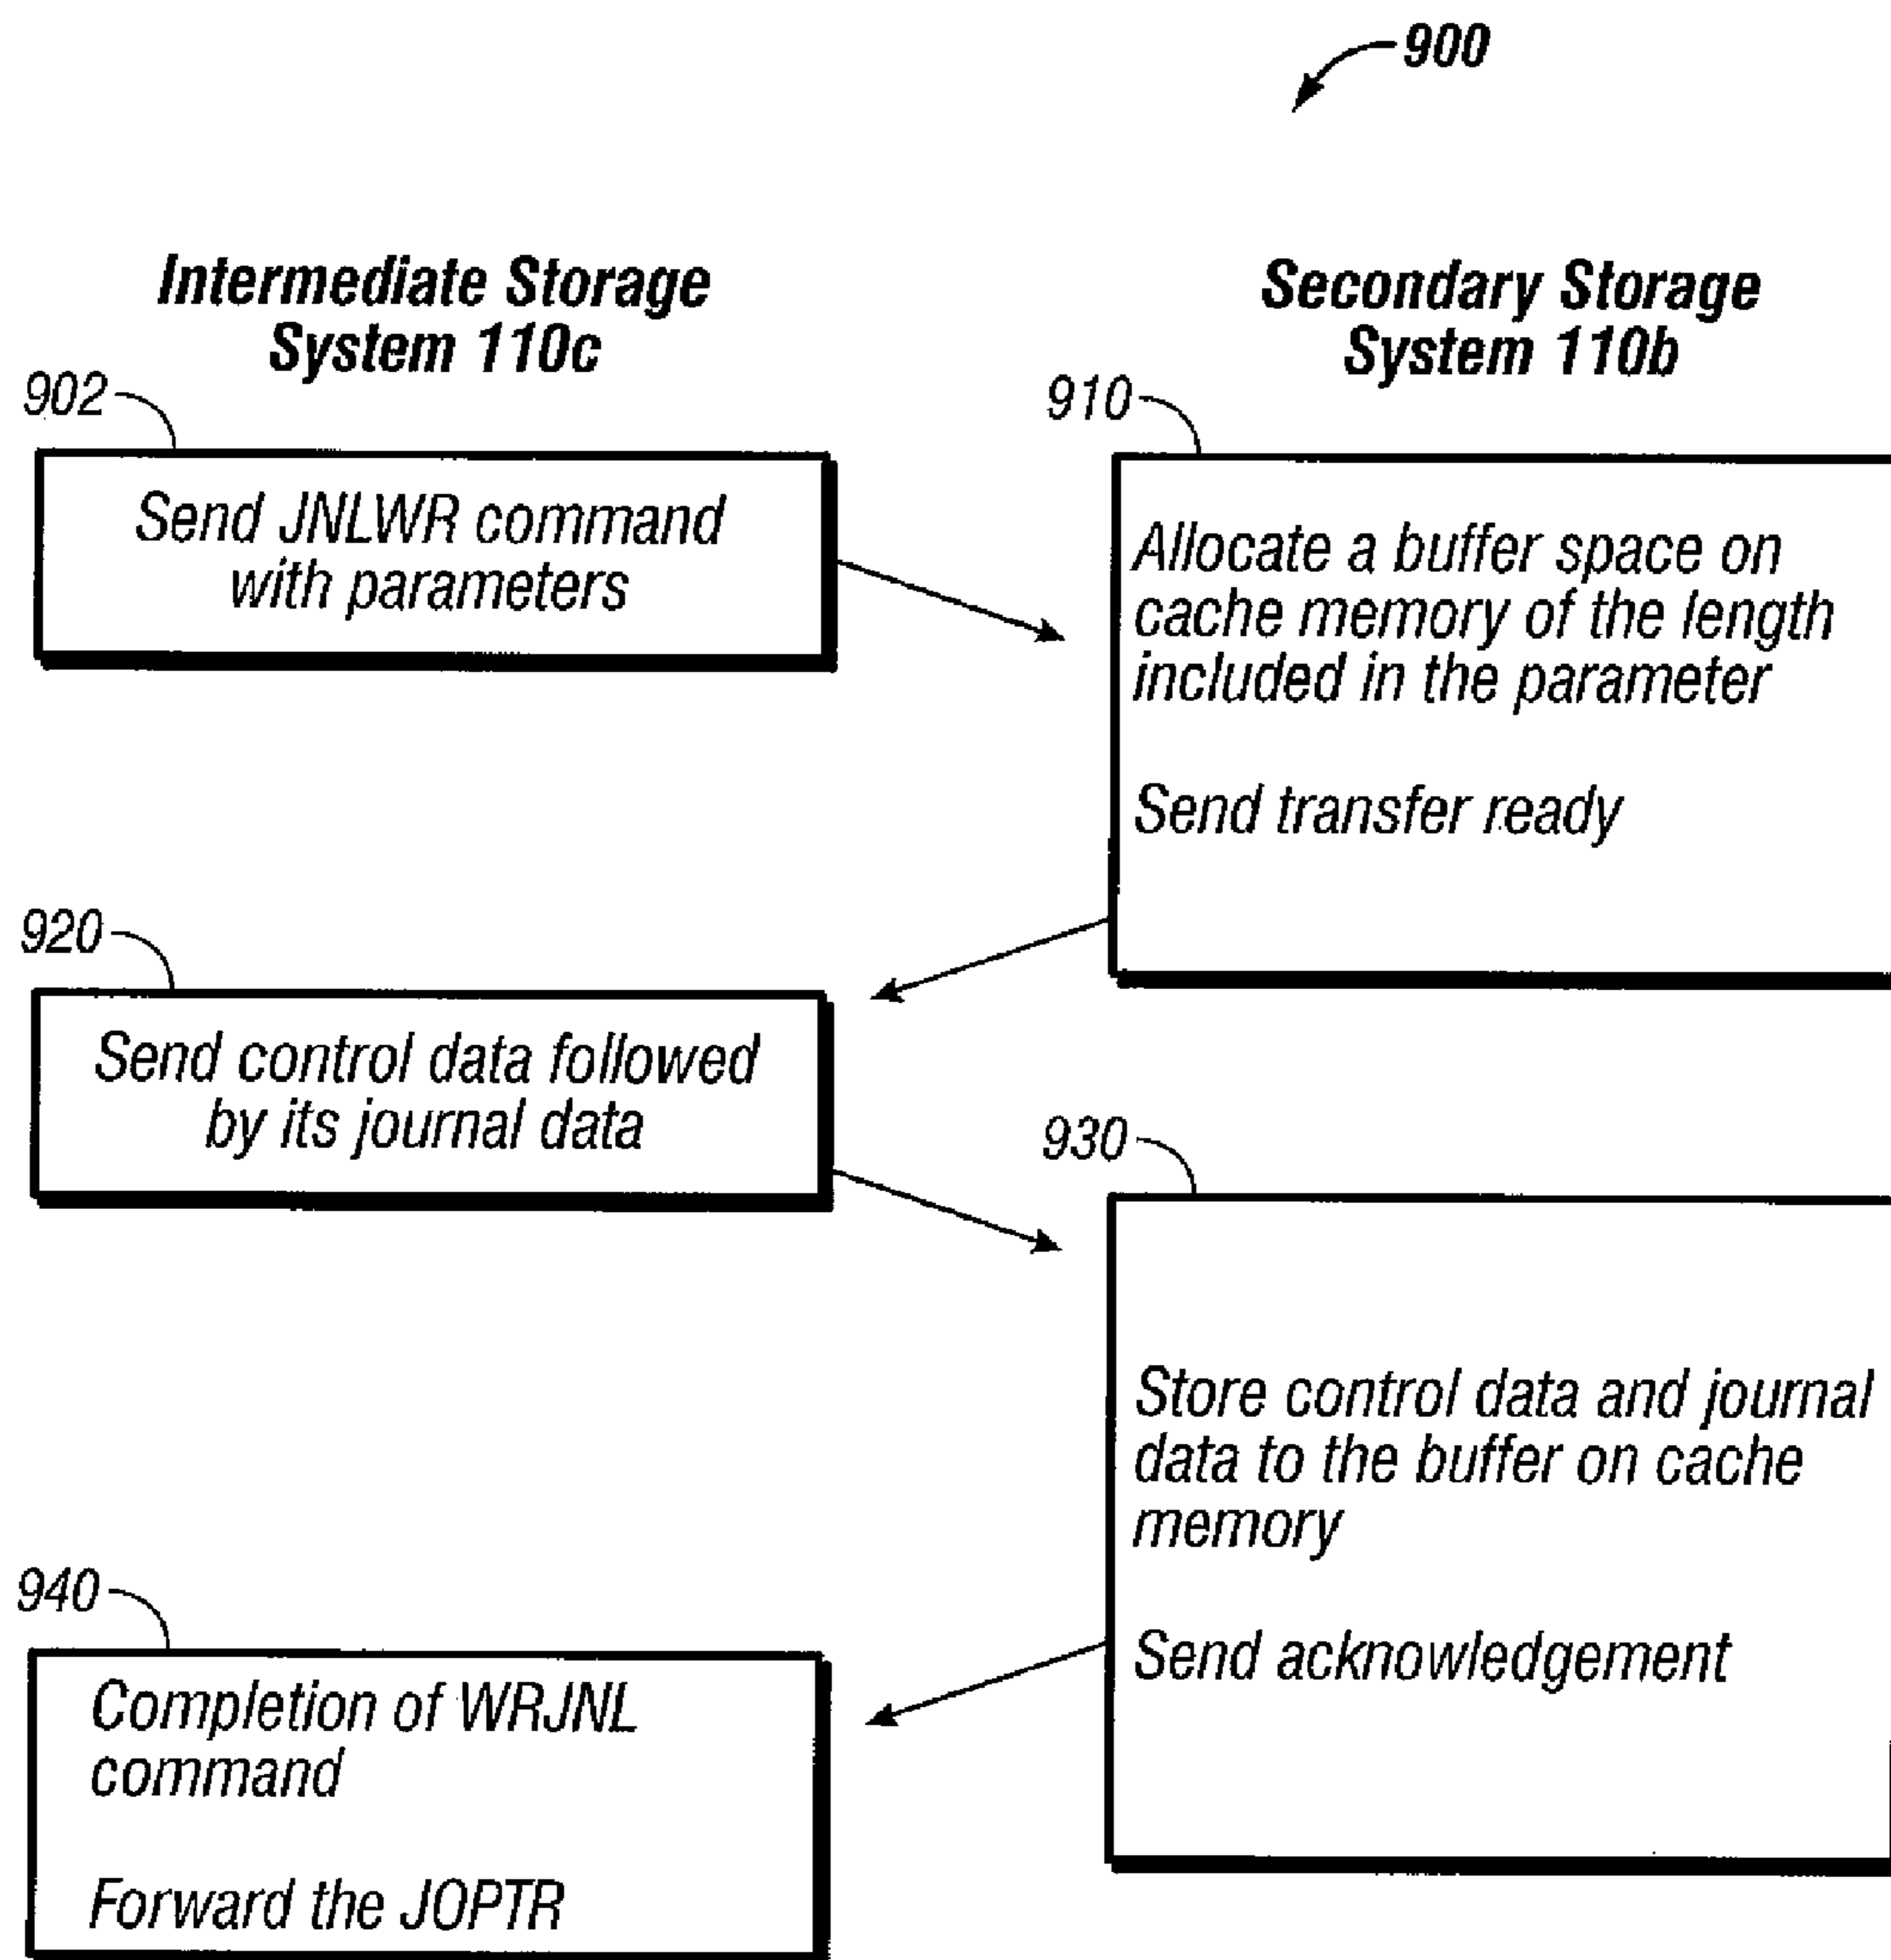 900
Intermediate Storage
System 110c
Secondary Storage
System 110b
902
Send JNLWR command
with parameters
910
Allocate a buffer space on
cache memory of the length
included in the parameter
Send transfer ready
920
Send control data followed
by its journal data
930
Store control data and journal
data to the buffer on cache
memory
Send acknowledgement
940
Completion of WRJNL
command
Forward the JOPTR